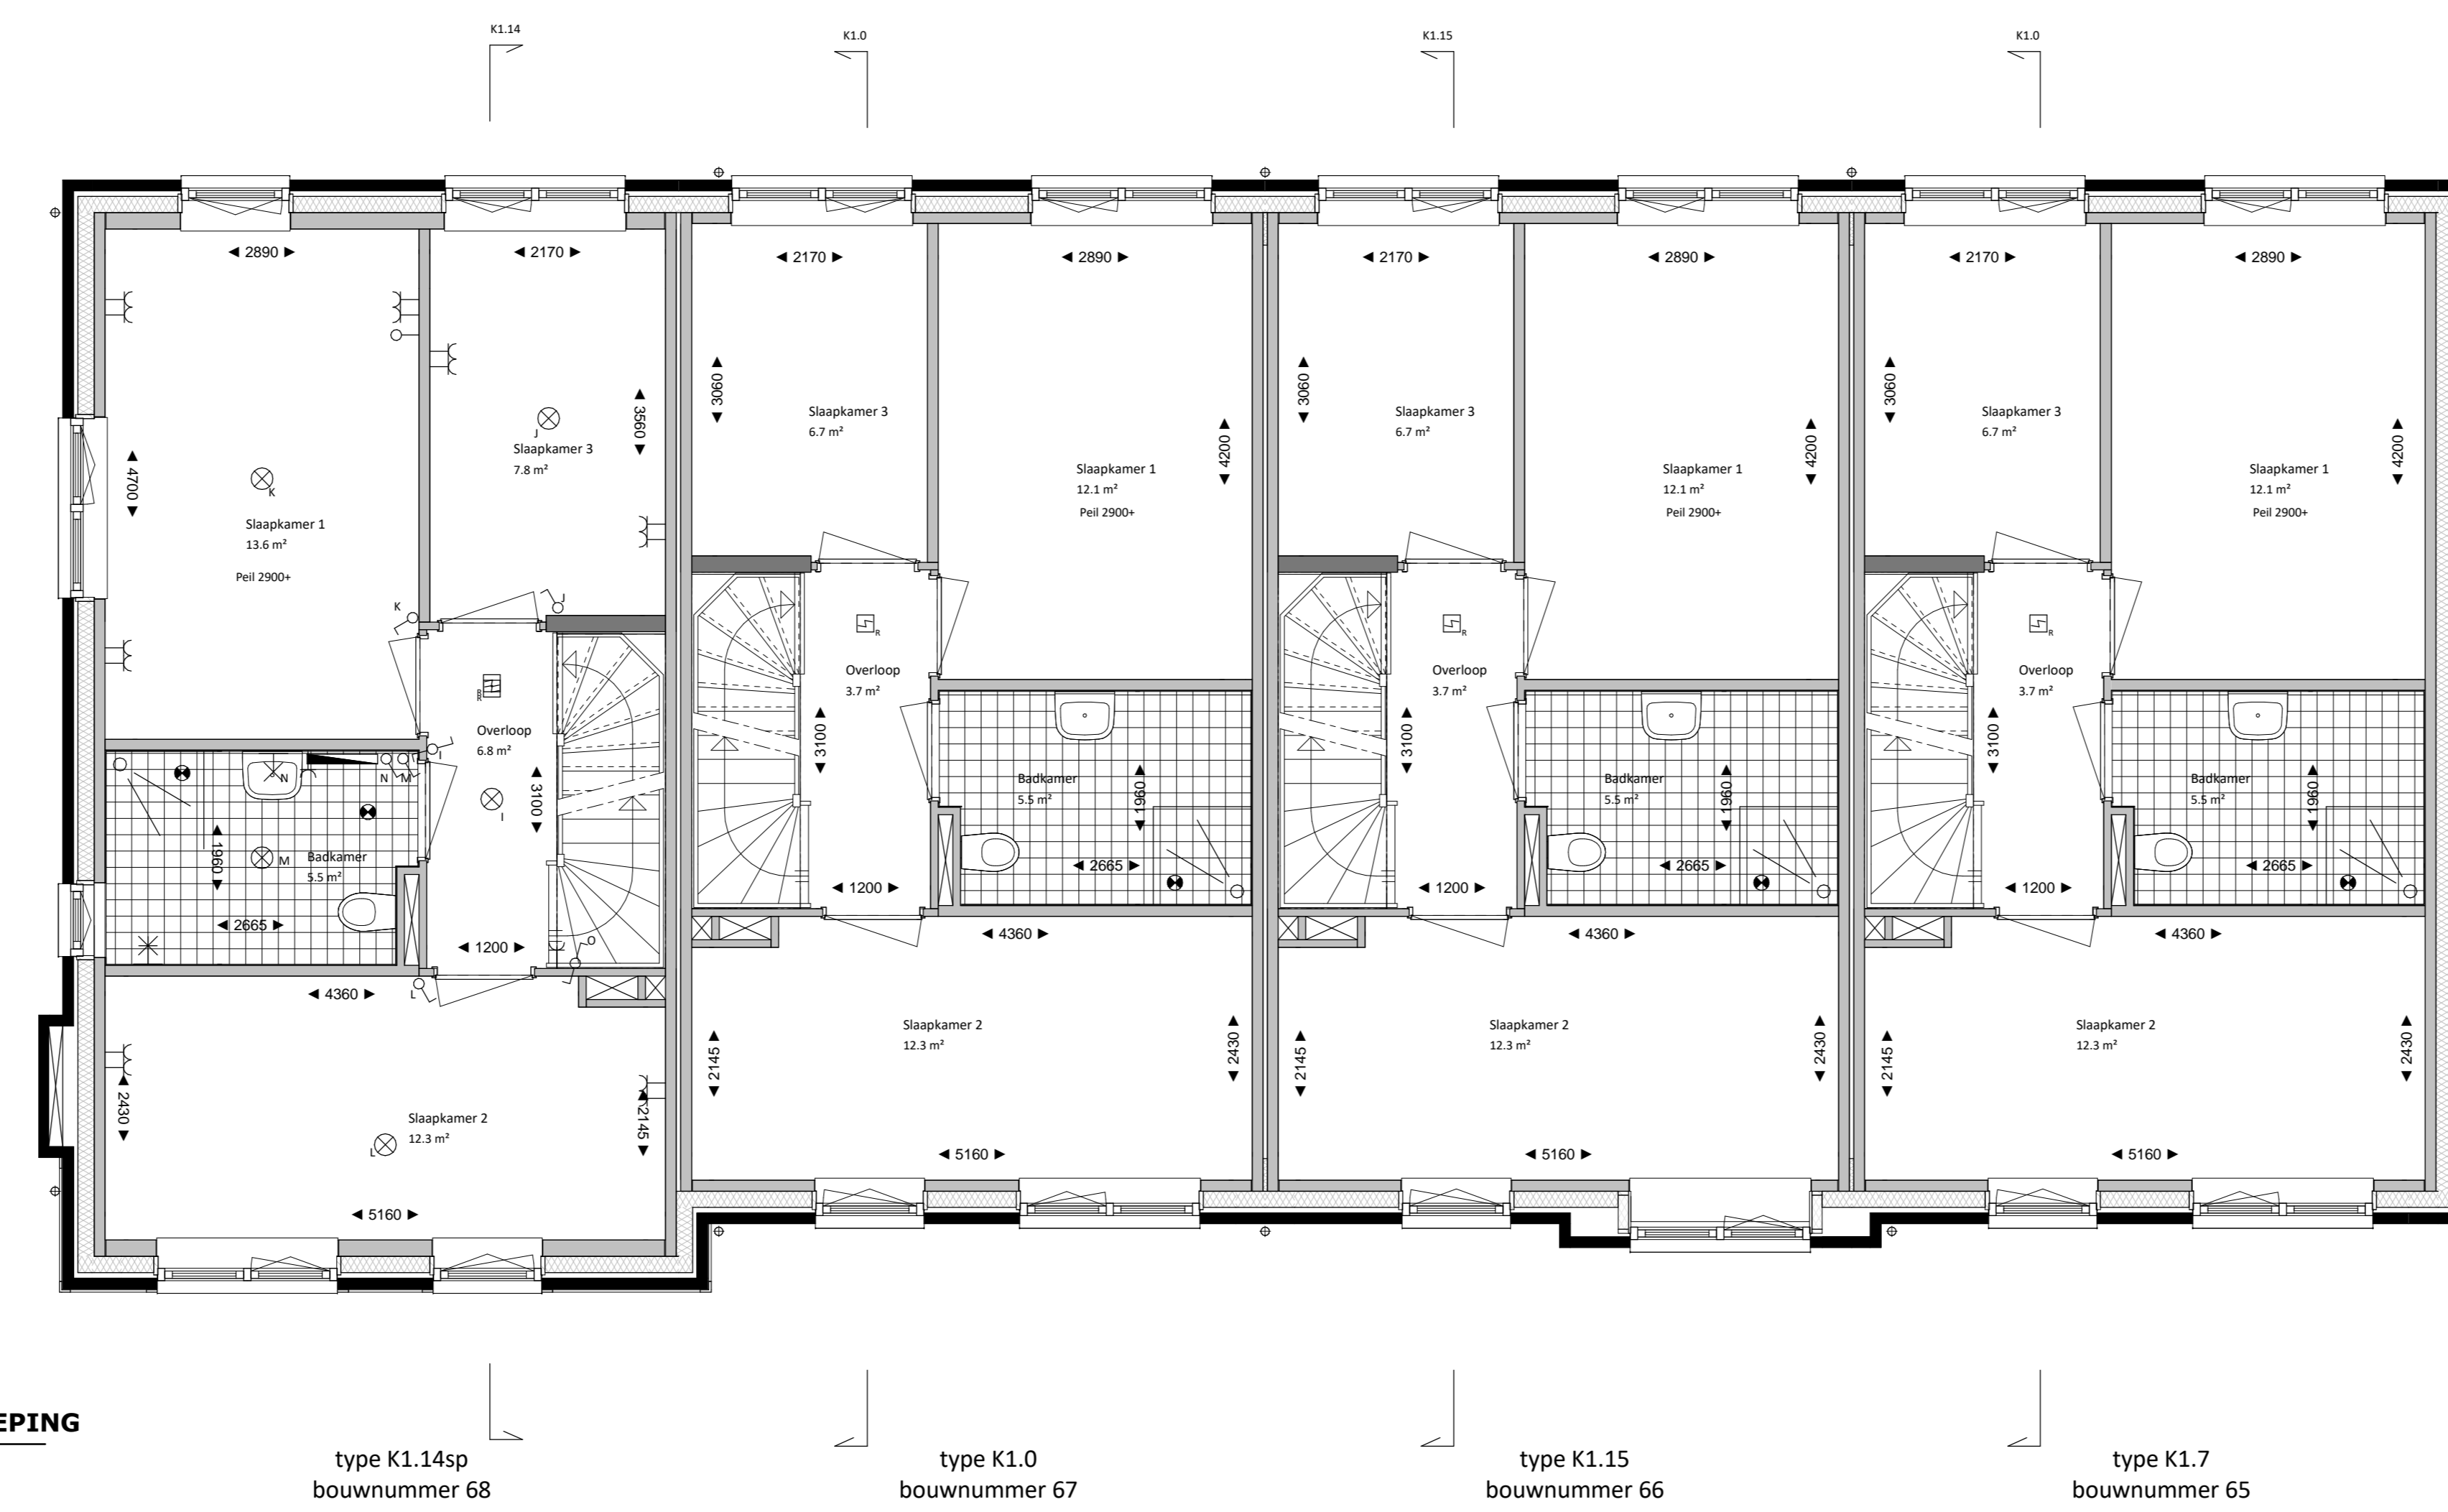 K1.14
K1.0
K1.15
K1.0
2890
2170
4700
3560
J
Slaapkamer 3
7.8 m²
K
Slaapkamer 1
13.6 m²
Peil 2900+
K
J
Overloop
6.8 m²
I
N
N M
I
3100
1960
M
Badkamer
5.5 m²
2665
1200
O
L
4360
2430
2145
Slaapkamer 2
12.3 m²
L
5160
2170
2890
3060
4200
Slaapkamer 3
6.7 m²
Slaapkamer 1
12.1 m²
Peil 2900+
R
Overloop
3.7 m²
3100
Badkamer
5.5 m²
1960
2665
1200
4360
Slaapkamer 2
12.3 m²
2145
2430
5160
2170
2890
3060
4200
Slaapkamer 3
6.7 m²
Slaapkamer 1
12.1 m²
Peil 2900+
R
Overloop
3.7 m²
3100
Badkamer
5.5 m²
1960
2665
1200
4360
Slaapkamer 2
12.3 m²
2145
2430
5160
2170
2890
3060
4200
Slaapkamer 3
6.7 m²
Slaapkamer 1
12.1 m²
Peil 2900+
R
Overloop
3.7 m²
3100
Badkamer
5.5 m²
1960
2665
1200
4360
Slaapkamer 2
12.3 m²
2145
2430
5160
EPING
type K1.14sp
bouwnummer 68
type K1.0
bouwnummer 67
type K1.15
bouwnummer 66
type K1.7
bouwnummer 65